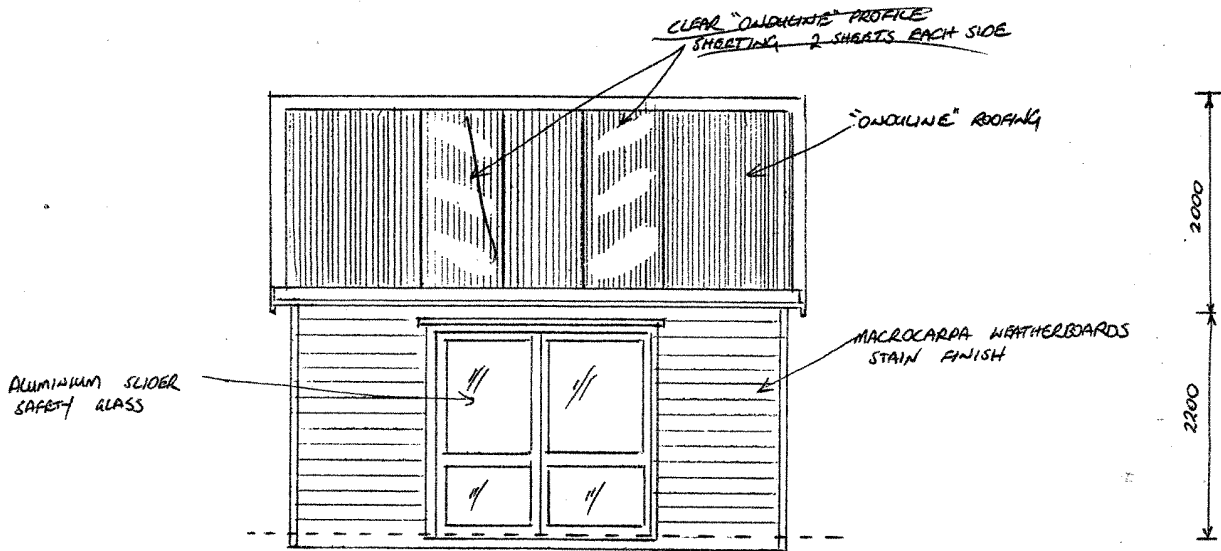 CLEAR "ONDULINE" PROFILE
SHEETING 2 SHEETS EACH SIDE
"ONDULINE" ROOFING
2000
MACROCARPA WEATHERBOARDS
STAIN FINISH
ALUMINIUM SLIDER
SAFETY GLASS
2200